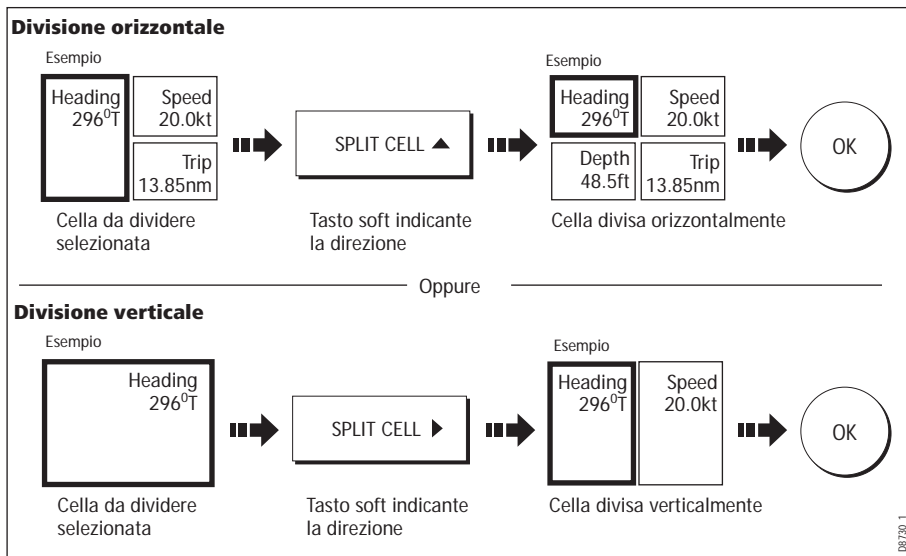 Divisione orizzontale
Esempio
Heading
296⁰T
Speed
20.0kt
Trip
13.85nm
Cella da dividere
selezionata
SPLIT CELL ▲
Tasto soft indicante
la direzione
Esempio
Heading
296⁰T
Speed
20.0kt
Depth
48.5ft
Trip
13.85nm
Cella divisa orizzontalmente
OK
Oppure
Divisione verticale
Esempio
Heading
296⁰T
Cella da dividere
selezionata
SPLIT CELL ▶
Tasto soft indicante
la direzione
Esempio
Heading
296⁰T
Speed
20.0kt
Cella divisa verticalmente
OK
D8730_1